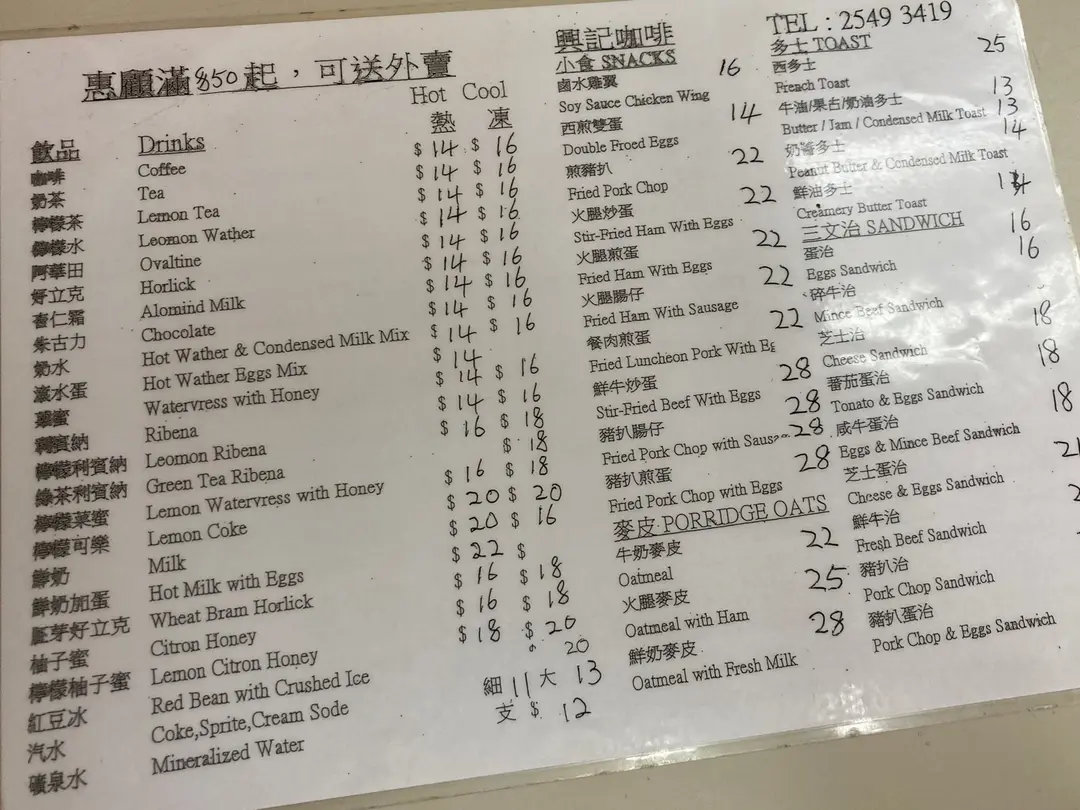 惠顧滿$50起，可送外賣
Hot Cool
飲品 Drinks 熱 凍
咖啡 Coffee $ 14 $ 16
奶茶 Tea $ 14 $ 16
檸檬茶 Lemon Tea $ 14 $ 16
檸檬水 Leomon Wather $ 14 $ 16
阿華田 Ovaltine $ 14 $ 16
好立克 Horlick $ 14 $ 16
杏仁霜 Alomind Milk $ 14 $ 16
朱古力 Chocolate $ 14 $ 16
奶水 Hot Wather & Condensed Milk Mix $ 14 $ 16
滾水蛋 Hot Wather Eggs Mix $ 14
菜蜜 Watervress with Honey $ 14 $ 16
利賓納 Ribena $ 14 $ 16
檸檬利賓納 Leomon Ribena $ 16 $ 18
綠茶利賓納 Green Tea Ribena $ 18
檸檬菜蜜 Lemon Watervress with Honey $ 16 $ 18
檸檬可樂 Lemon Coke $ 20 $ 20
鮮奶 Milk $ 20 $ 16
鮮奶加蛋 Hot Milk with Eggs $ 22 $
胚芽好立克 Wheat Bram Horlick $ 16 $ 18
柚子蜜 Citron Honey $ 16 $ 18
檸檬柚子蜜 Lemon Citron Honey $ 18 $ 20
紅豆冰 Red Bean with Crushed Ice $ 20
汽水 Coke,Sprite,Cream Sode 細 11 大 13
礦泉水 Mineralized Water 支 $ 12
興記咖啡
小食 SNACKS
鹵水雞翼 16
Soy Sauce Chicken Wing
西煎雙蛋 14
Double Froed Eggs
煎豬扒 22
Fried Pork Chop
火腿炒蛋 22
Stir-Fried Ham With Eggs
火腿煎蛋 22
Fried Ham With Eggs
火腿腸仔 22
Fried Ham With Sausage
餐肉煎蛋 22
Fried Luncheon Pork With Eg
鮮牛炒蛋 28
Stir-Fried Beef With Eggs
豬扒腸仔 28
Fried Pork Chop with Sausa 28
豬扒煎蛋 28
Fried Pork Chop with Eggs
麥皮 PORRIDGE OATS
牛奶麥皮 22
Oatmeal
火腿麥皮 25
Oatmeal with Ham
鮮奶麥皮 28
Oatmeal with Fresh Milk
TEL : 2549 3419
多士 TOAST
西多士 25
French Toast
牛油/果占/奶油多士 13
Butter / Jam / Condensed Milk Toast 13
奶醬多士 14
Peanut Butter & Condensed Milk Toast
鮮油多士 14
Creamery Butter Toast
三文治 SANDWICH
蛋治 16
Eggs Sandwich
碎牛治 16
Mince Beef Sandwich
芝士治 18
Cheese Sandwich
蕃茄蛋治 18
Tonato & Eggs Sandwich
咸牛蛋治 18
Eggs & Mince Beef Sandwich
芝士蛋治 21
Cheese & Eggs Sandwich
鮮牛治 2
Fresh Beef Sandwich
豬扒治
Pork Chop Sandwich
豬扒蛋治
Pork Chop & Eggs Sandwich